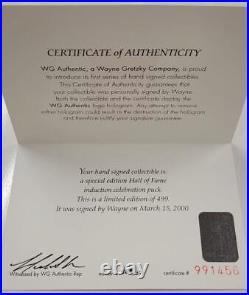 CERTIFICATE of AUTHENTICITY
WG Authentic, a Wayne Gretzky Company, is proud
to introduce is first series of hand signed collectibles
This Certificate of Authenticity guarantees that
your collectible was personally signed by Wayne
Both the collectible and the certificate display the
WG Authentic logo hologram. Any attempt to remove
either hologram could result in the destruction of the hologram
and therefore nullify signature guarantee.
Your hand signed collectible is
a special edition Hall of Fame
induction celebration puck
This is a limited edition of 499.
It was signed by Wayne on March 15, 2000
Witnessed by WG Authentic Rep
certificate # 991456